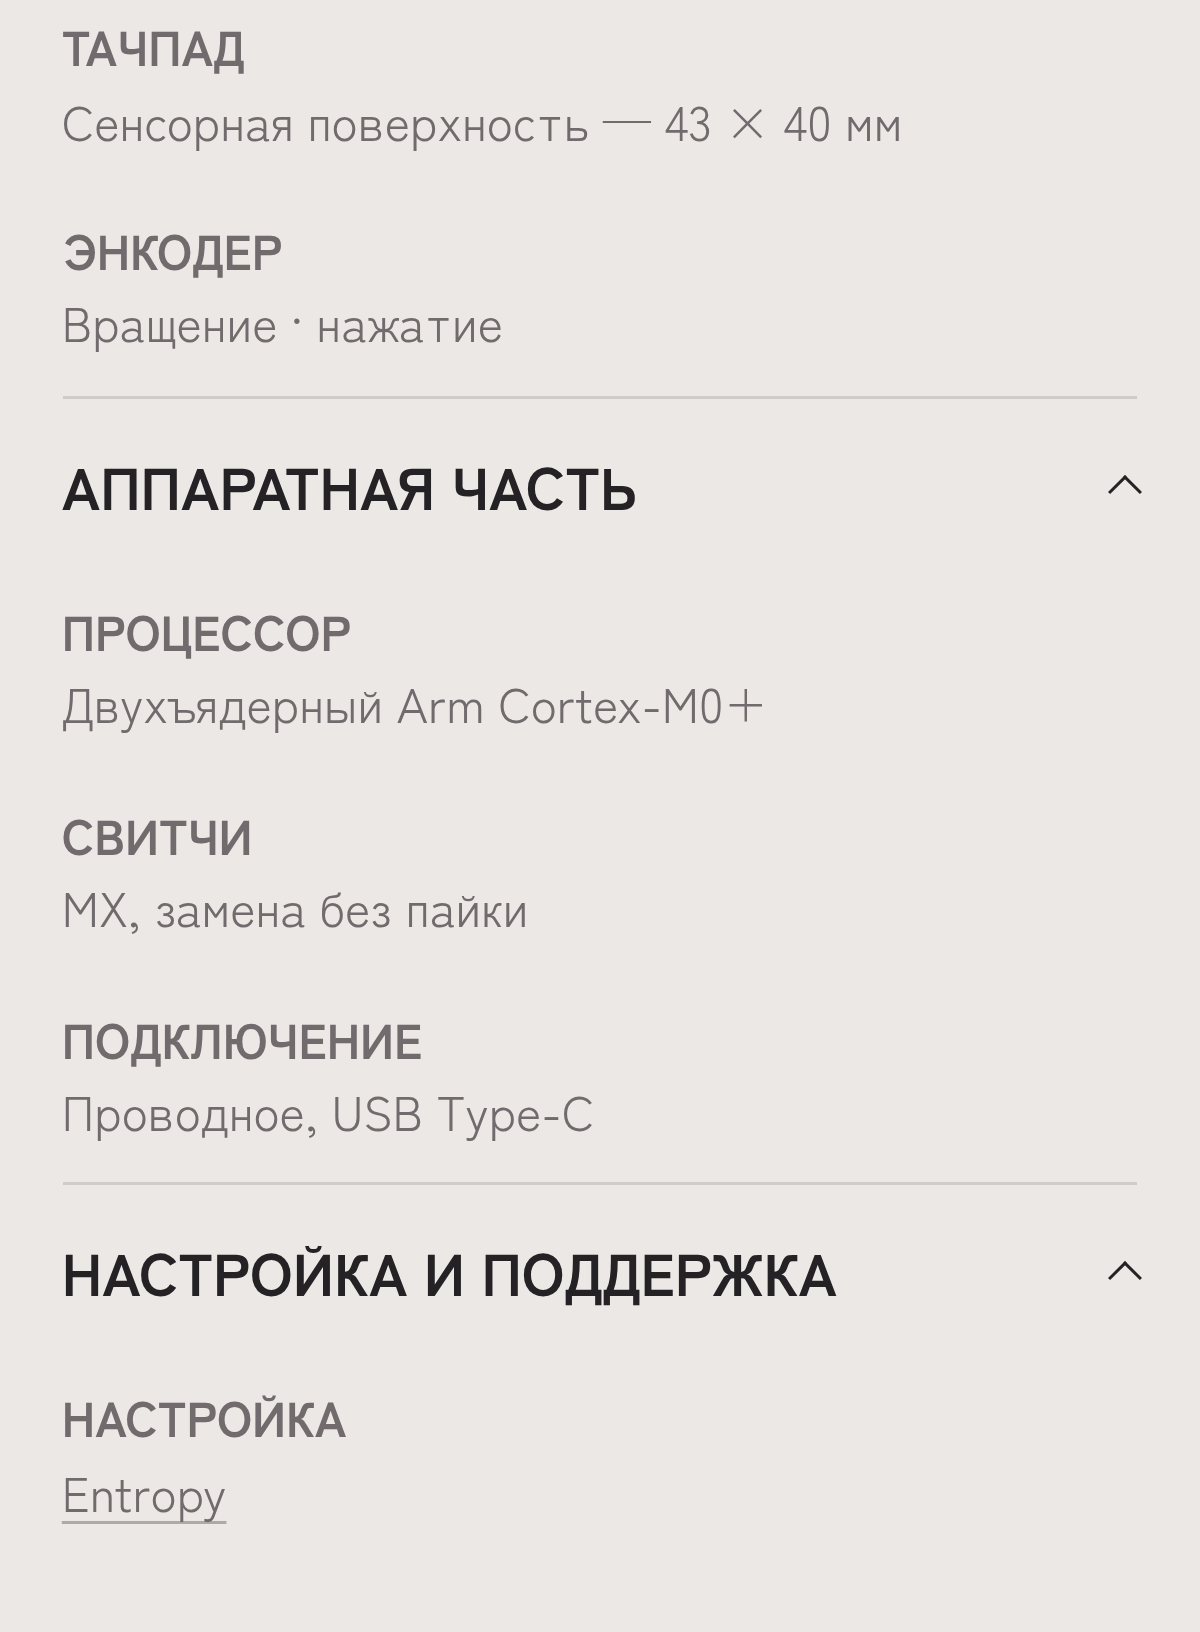 ТАЧПАД
Сенсорная поверхность — 43 × 40 мм
ЭНКОДЕР
Вращение · нажатие
АППАРАТНАЯ ЧАСТЬ
ПРОЦЕССОР
Двухъядерный Arm Cortex-M0+
СВИТЧИ
MX, замена без пайки
ПОДКЛЮЧЕНИЕ
Проводное, USB Type-C
НАСТРОЙКА И ПОДДЕРЖКА
НАСТРОЙКА
Entropy